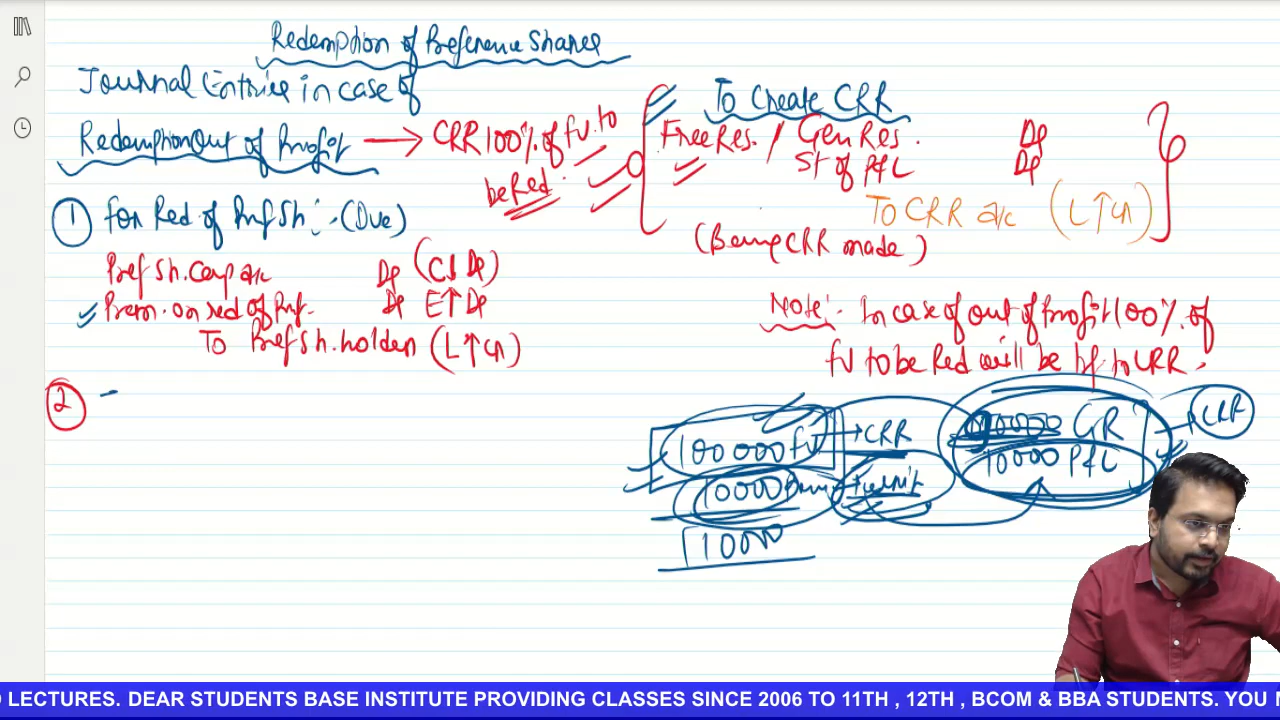 Redemption of Preference Shares
Journal Entries in case of
Redemption Out of Profit → CRR 100% of fv. to
be Red.
① for Red of Pref Sh :- (Due)
Pref Sh. Cap a/c Dr (C↓ Dr)
Prem. on red of Pref. Dr E↑ Dr
To Pref Sh. holders (L↑ Cr)
②
To Create CRR
Free Res. / Gen Res. Dr
St of P/L Dr
To CRR a/c (L↑ Cr)
(Being CRR made)
Note :- In case of out of Profit 100% of
fv to be Red will be t/f to CRR.
100000 fv → CRR
10000
GR → CRR
10000 P/L
LECTURES. DEAR STUDENTS BASE INSTITUTE PROVIDING CLASSES SINCE 2006 TO 11TH , 12TH , BCOM & BBA STUDENTS. YOU